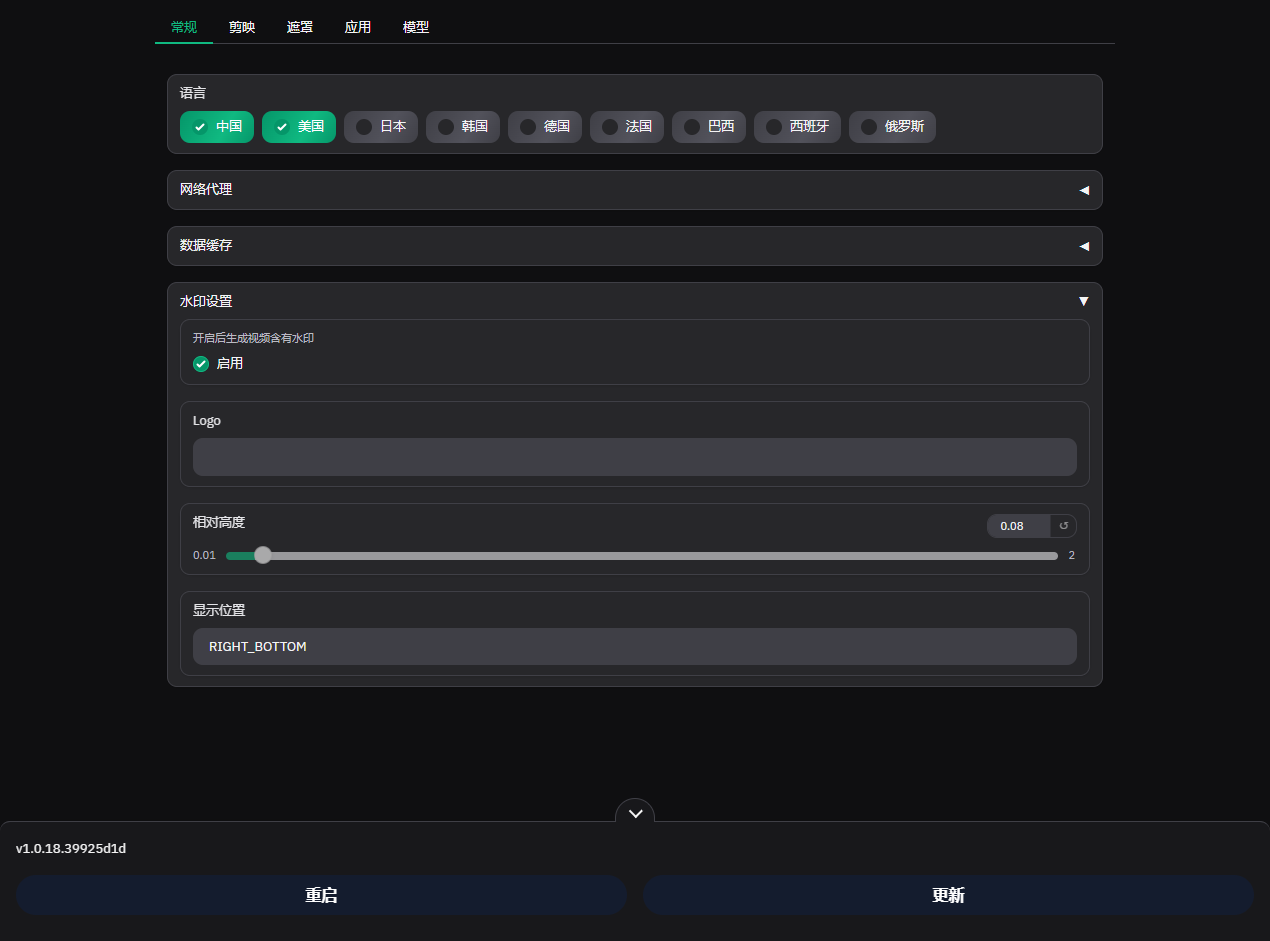 常规 剪映 遮罩 应用 模型
语言
中国 美国 日本 韩国 德国 法国 巴西 西班牙 俄罗斯
网络代理
数据缓存
水印设置
开启后生成视频含有水印
启用
Logo
相对高度 0.08
0.01 2
显示位置
RIGHT_BOTTOM
v1.0.18.39925d1d
重启 更新